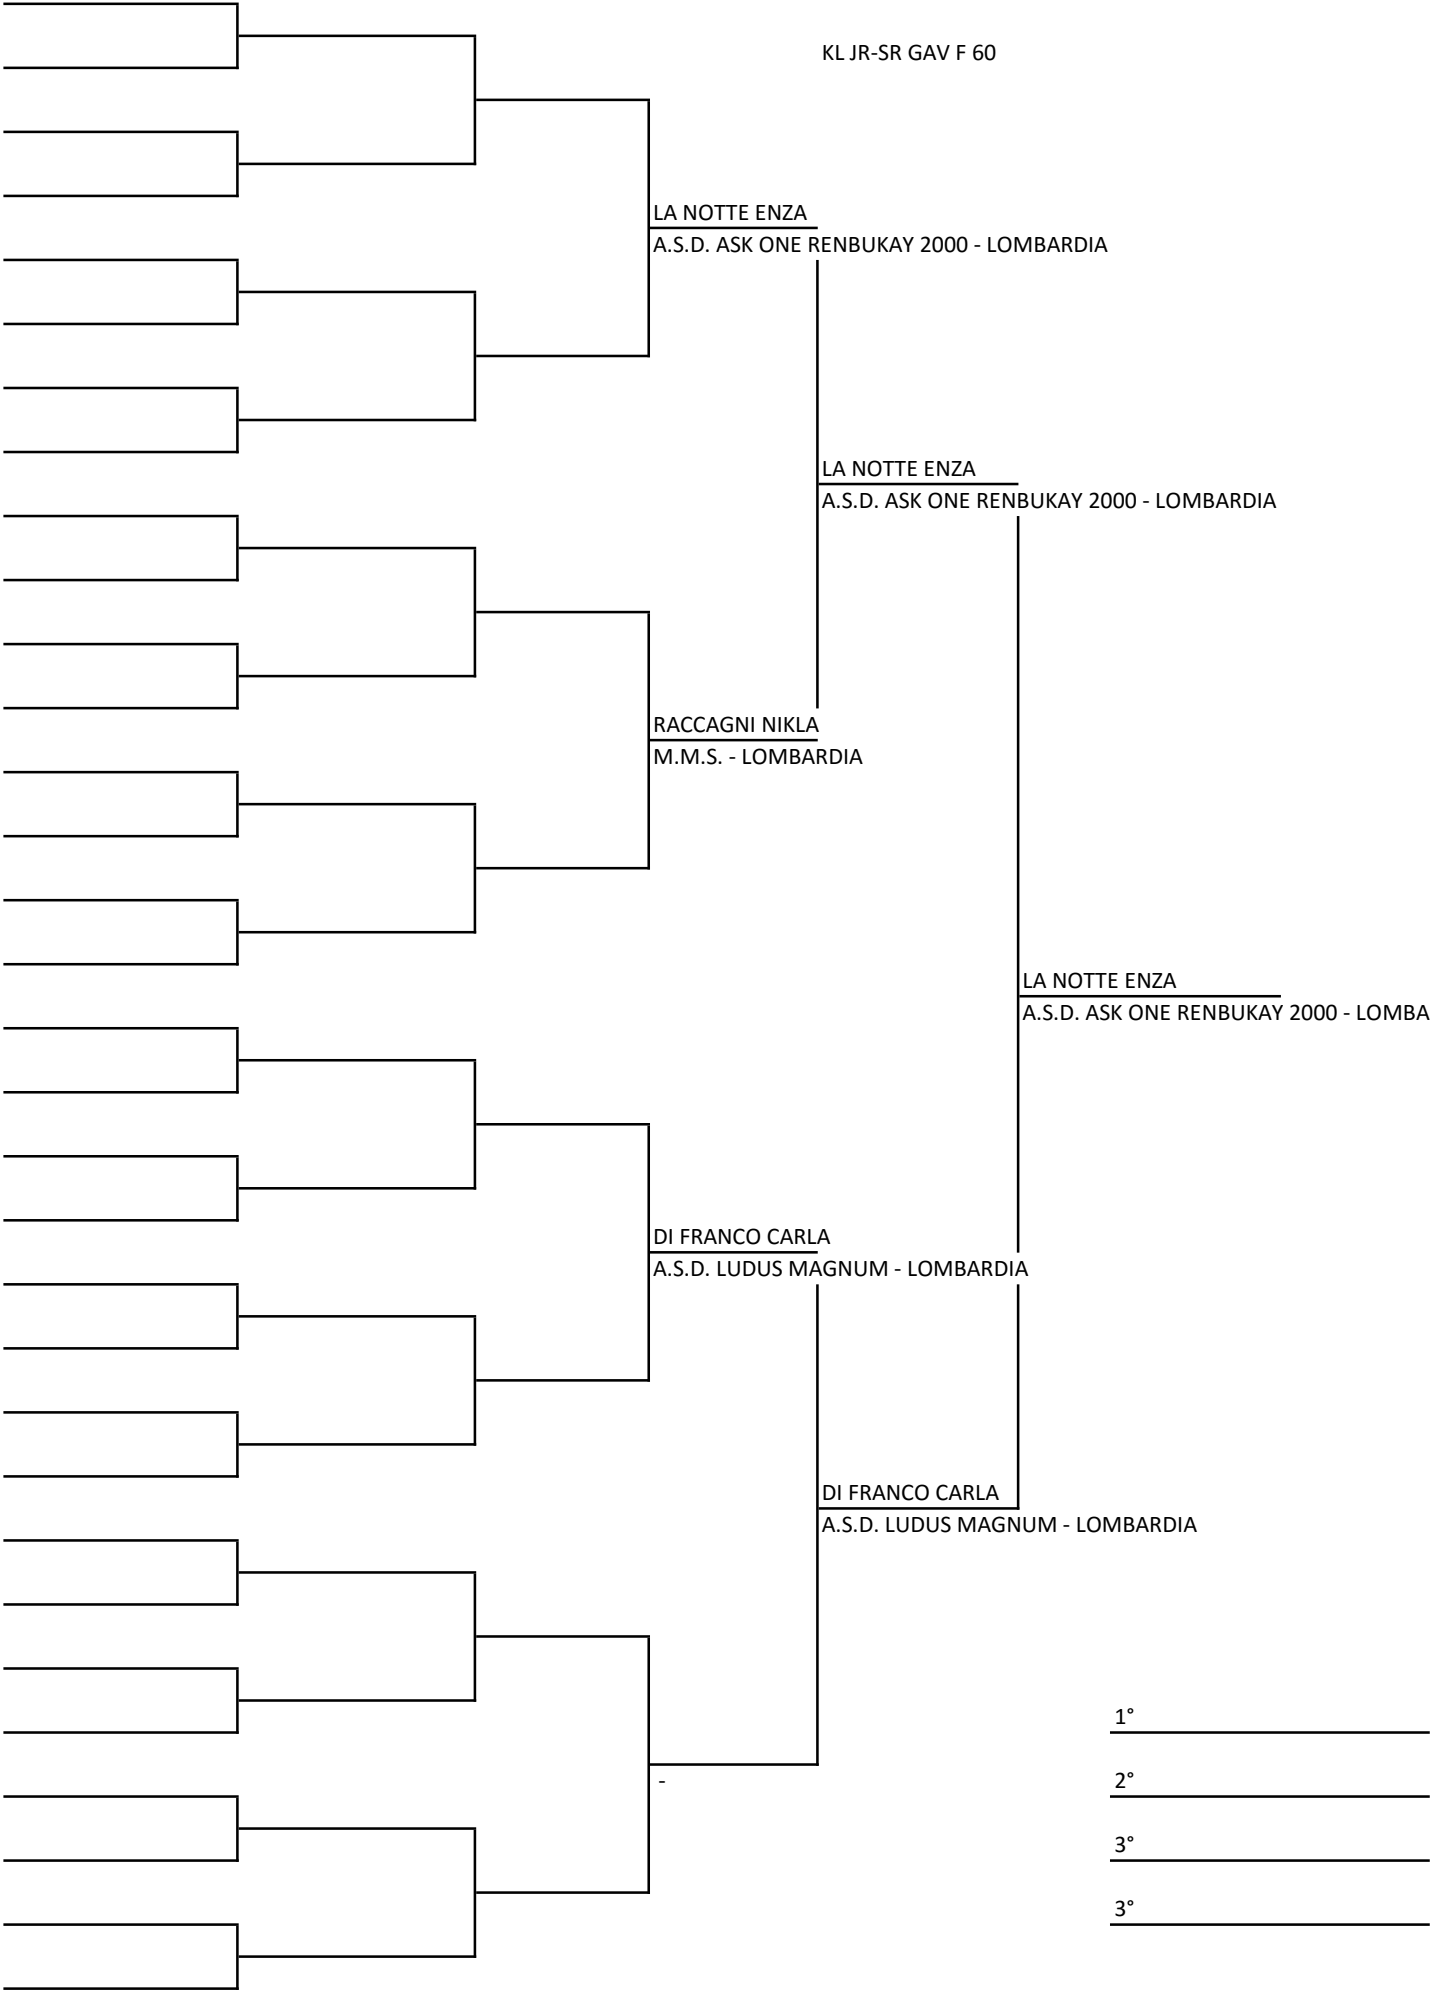 KL JR-SR GAV F 60
LA NOTTE ENZA
A.S.D. ASK ONE RENBUKAY 2000 - LOMBARDIA
LA NOTTE ENZA
A.S.D. ASK ONE RENBUKAY 2000 - LOMBARDIA
RACCAGNI NIKLA
M.M.S. - LOMBARDIA
LA NOTTE ENZA
A.S.D. ASK ONE RENBUKAY 2000 - LOMBA
DI FRANCO CARLA
A.S.D. LUDUS MAGNUM - LOMBARDIA
DI FRANCO CARLA
A.S.D. LUDUS MAGNUM - LOMBARDIA
1°
-
2°
3°
3°